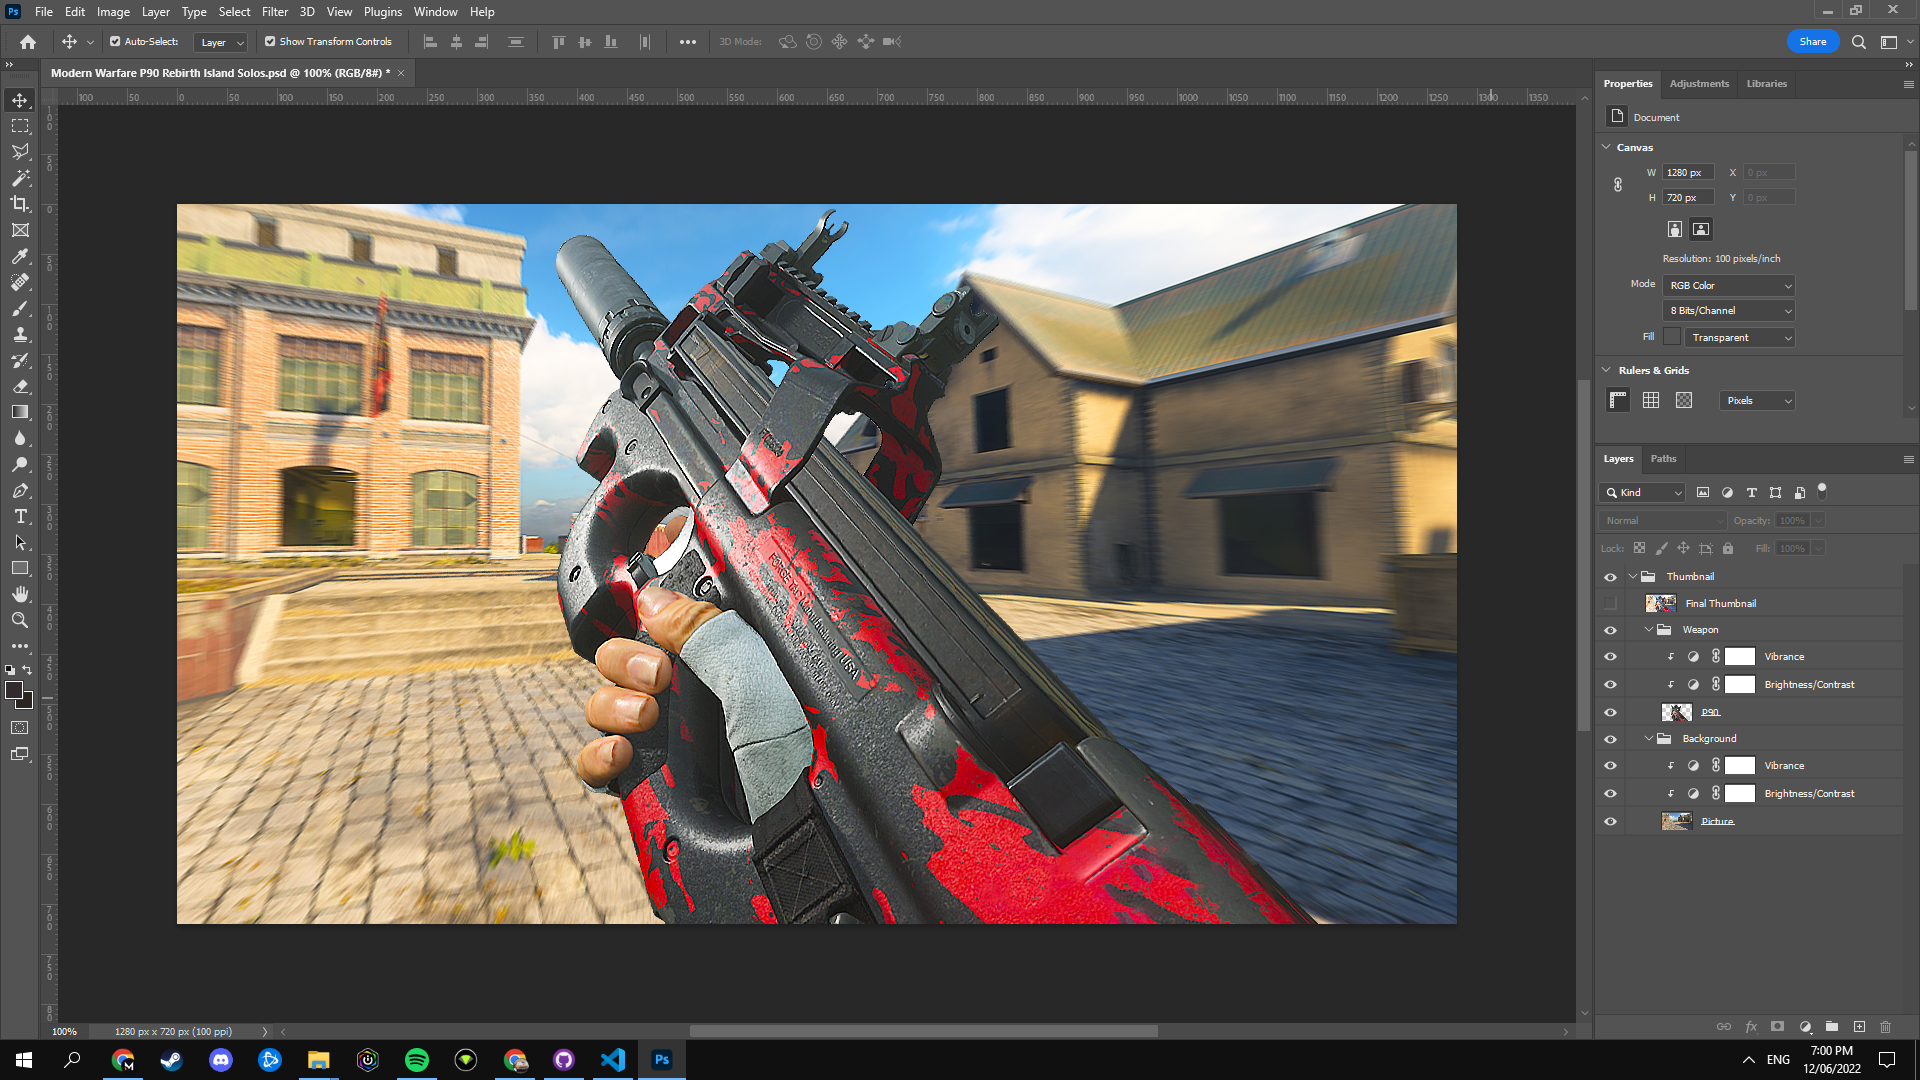 Ps File Edit Image Layer Type Select Filter 3D View Plugins Window Help
Auto-Select: Layer Show Transform Controls 3D Mode: Share
Modern Warfare P90 Rebirth Island Solos.psd @ 100% (RGB/8#) *
100 50 0 50 100 150 200 250 300 350 400 450 500 550 600 650 700 750 800 850 900 950 1000 1050 1100 1150 1200 1250 1300 1350
Properties Adjustments Libraries
Document
Canvas
W 1280 px X 0 px
H 720 px Y 0 px
Resolution: 100 pixels/inch
Mode RGB Color
8 Bits/Channel
Fill Transparent
Rulers & Grids
Pixels
Layers Paths
Kind
Normal Opacity: 100%
Lock: Fill: 100%
Thumbnail
Final Thumbnail
Weapon
Vibrance
Brightness/Contrast
P90
Background
Vibrance
Brightness/Contrast
Picture
USA
100% 1280 px x 720 px (100 ppi)
Ps ENG 7:00 PM
12/06/2022